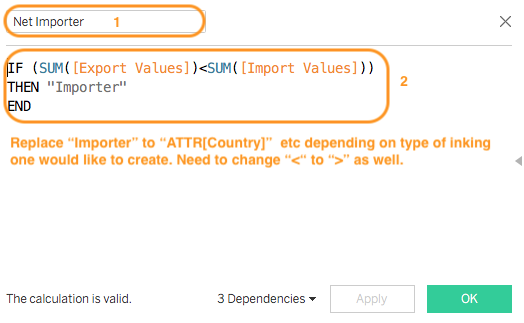 Net Importer 1
IF (SUM([Export Values])<SUM([Import Values]))
THEN "Importer"
END
2
Replace “Importer” to “ATTR[Country]” etc depending on type of inking
one would like to create. Need to change “<“ to “>” as well.
The calculation is valid. 3 Dependencies Apply OK